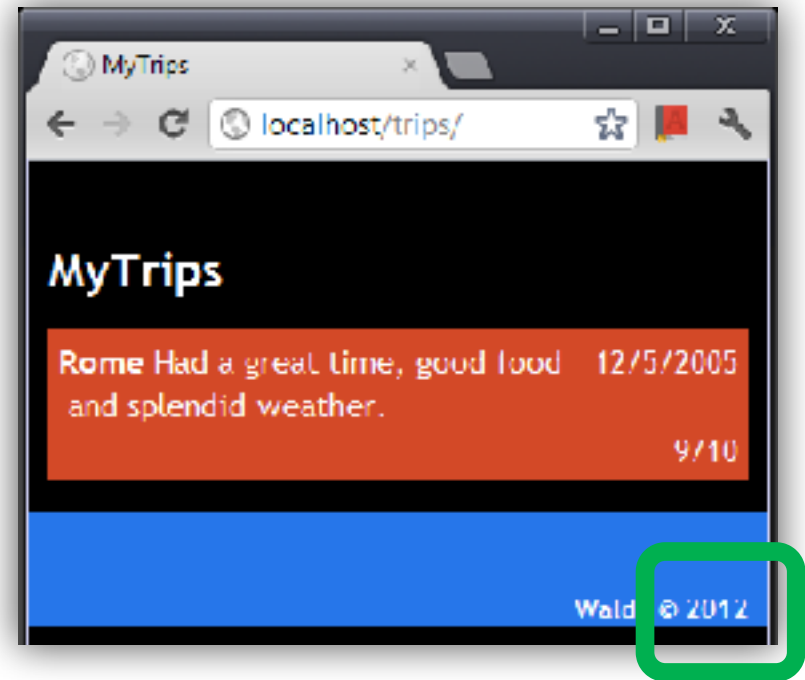 MyTrips
localhost/trips/
MyTrips
Rome Had a great time, good food 12/5/2005
and splendid weather.
9/10
© 2012